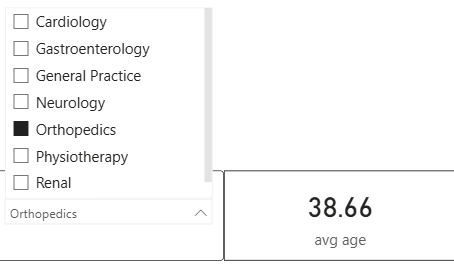 Cardiology
Gastroenterology
General Practice
Neurology
Orthopedics
Physiotherapy
Renal
Orthopedics
38.66
avg age